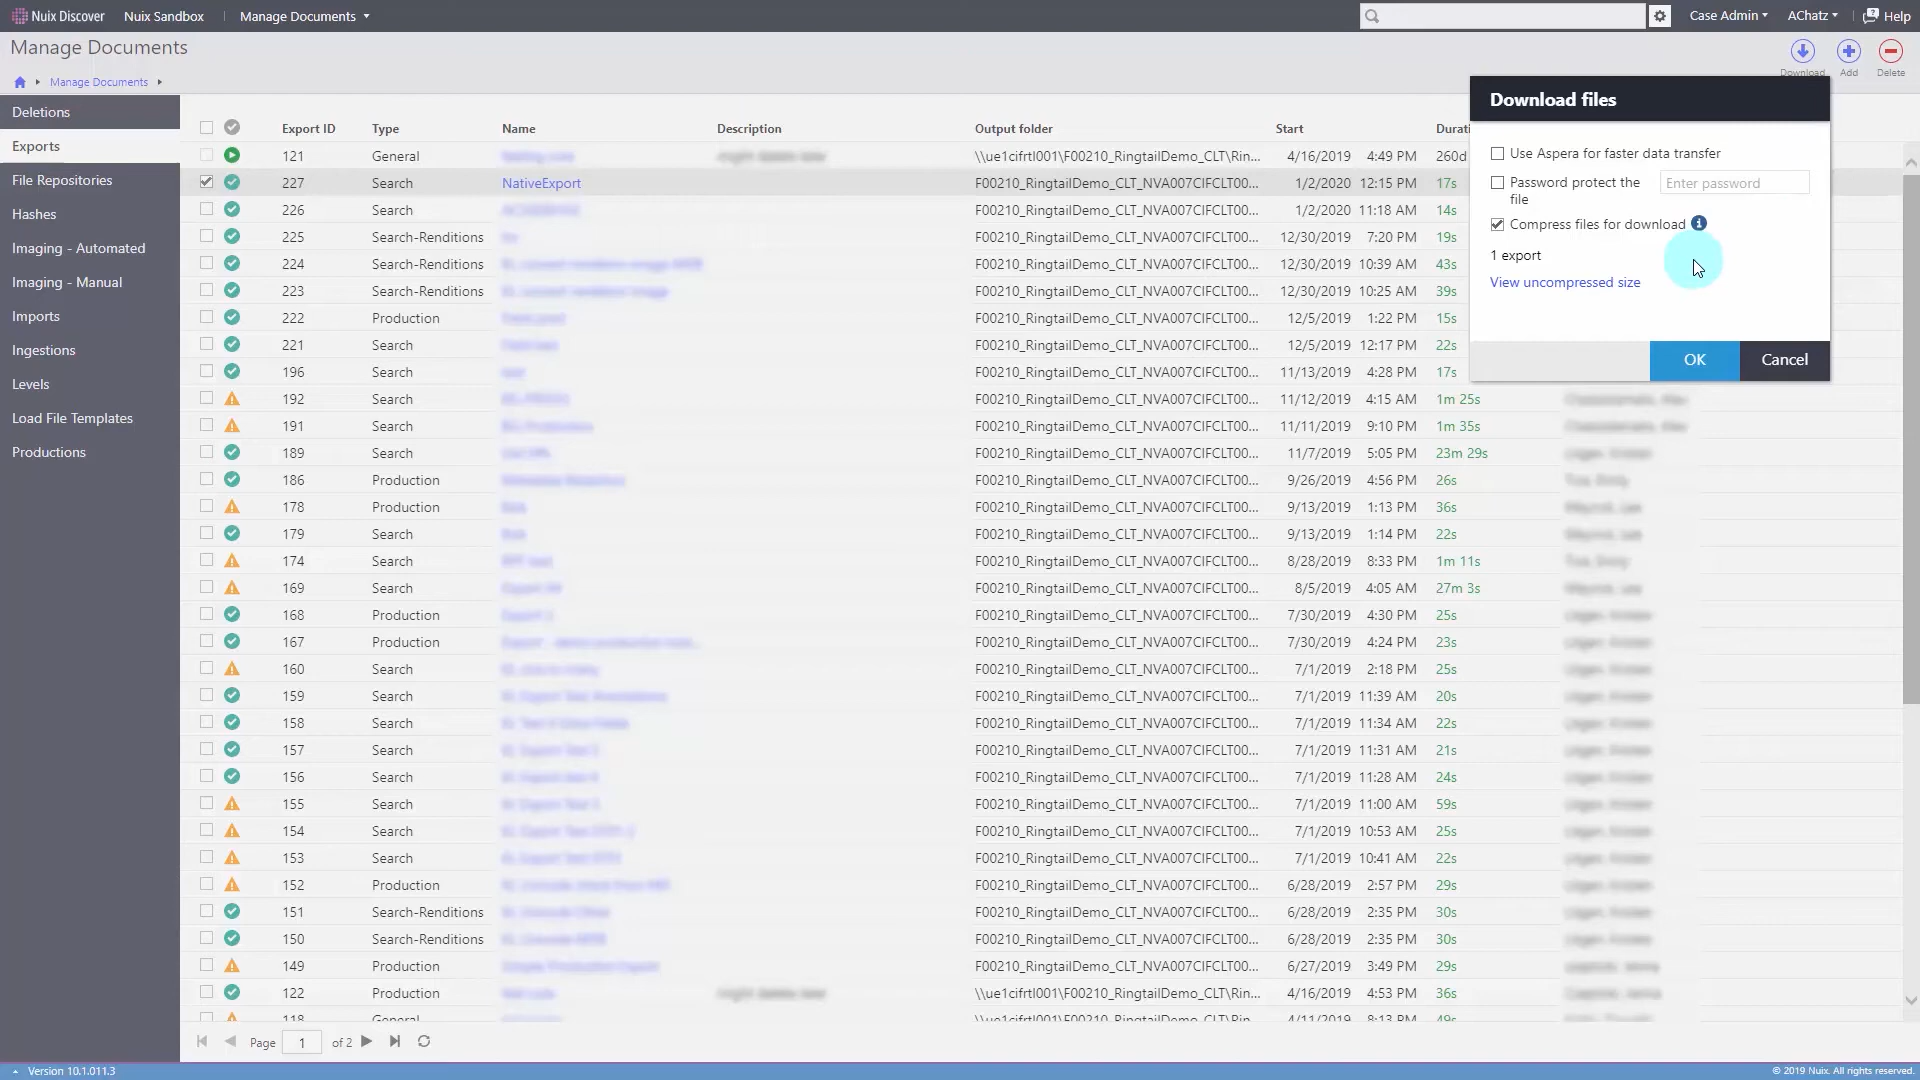 Nuix Discover Nuix Sandbox Manage Documents Case Admin AChatz Help
Manage Documents
Download Add Delete
Manage Documents
Deletions
Exports
File Repositories
Hashes
Imaging - Automated
Imaging - Manual
Imports
Ingestions
Levels
Load File Templates
Productions
Export ID Type Name Description Output folder Start Durati
121 General \\ue1cifrtl001\F00210_RingtailDemo_CLT\Rin... 4/16/2019 4:49 PM 260d
227 Search NativeExport F00210_RingtailDemo_CLT_NVA007CIFCLT00... 1/2/2020 12:15 PM 17s
226 Search F00210_RingtailDemo_CLT_NVA007CIFCLT00... 1/2/2020 11:18 AM 14s
225 Search-Renditions F00210_RingtailDemo_CLT_NVA007CIFCLT00... 12/30/2019 7:20 PM 19s
224 Search-Renditions F00210_RingtailDemo_CLT_NVA007CIFCLT00... 12/30/2019 10:39 AM 43s
223 Search-Renditions F00210_RingtailDemo_CLT_NVA007CIFCLT00... 12/30/2019 10:25 AM 39s
222 Production F00210_RingtailDemo_CLT_NVA007CIFCLT00... 12/5/2019 1:22 PM 15s
221 Search F00210_RingtailDemo_CLT_NVA007CIFCLT00... 12/5/2019 12:17 PM 22s
196 Search F00210_RingtailDemo_CLT_NVA007CIFCLT00... 11/13/2019 4:28 PM 17s
192 Search F00210_RingtailDemo_CLT_NVA007CIFCLT00... 11/12/2019 4:15 AM 1m 25s
191 Search F00210_RingtailDemo_CLT_NVA007CIFCLT00... 11/11/2019 9:10 PM 1m 35s
189 Search F00210_RingtailDemo_CLT_NVA007CIFCLT00... 11/7/2019 5:05 PM 23m 29s
186 Production F00210_RingtailDemo_CLT_NVA007CIFCLT00... 9/26/2019 4:56 PM 26s
178 Production F00210_RingtailDemo_CLT_NVA007CIFCLT00... 9/13/2019 1:13 PM 36s
179 Search F00210_RingtailDemo_CLT_NVA007CIFCLT00... 9/13/2019 1:14 PM 22s
174 Search F00210_RingtailDemo_CLT_NVA007CIFCLT00... 8/28/2019 8:33 PM 1m 11s
169 Search F00210_RingtailDemo_CLT_NVA007CIFCLT00... 8/5/2019 4:05 AM 27m 3s
168 Production F00210_RingtailDemo_CLT_NVA007CIFCLT00... 7/30/2019 4:30 PM 25s
167 Production F00210_RingtailDemo_CLT_NVA007CIFCLT00... 7/30/2019 4:24 PM 23s
160 Search F00210_RingtailDemo_CLT_NVA007CIFCLT00... 7/1/2019 2:18 PM 25s
159 Search F00210_RingtailDemo_CLT_NVA007CIFCLT00... 7/1/2019 11:39 AM 20s
158 Search F00210_RingtailDemo_CLT_NVA007CIFCLT00... 7/1/2019 11:34 AM 22s
157 Search F00210_RingtailDemo_CLT_NVA007CIFCLT00... 7/1/2019 11:31 AM 21s
156 Search F00210_RingtailDemo_CLT_NVA007CIFCLT00... 7/1/2019 11:28 AM 24s
155 Search F00210_RingtailDemo_CLT_NVA007CIFCLT00... 7/1/2019 11:00 AM 59s
154 Search F00210_RingtailDemo_CLT_NVA007CIFCLT00... 7/1/2019 10:53 AM 25s
153 Search F00210_RingtailDemo_CLT_NVA007CIFCLT00... 7/1/2019 10:41 AM 22s
152 Production F00210_RingtailDemo_CLT_NVA007CIFCLT00... 6/28/2019 2:57 PM 29s
151 Search-Renditions F00210_RingtailDemo_CLT_NVA007CIFCLT00... 6/28/2019 2:35 PM 30s
150 Search-Renditions F00210_RingtailDemo_CLT_NVA007CIFCLT00... 6/28/2019 2:35 PM 30s
149 Production F00210_RingtailDemo_CLT_NVA007CIFCLT00... 6/27/2019 3:49 PM 29s
122 Production \\ue1cifrtl001\F00210_RingtailDemo_CLT\Rin... 4/16/2019 4:53 PM 36s
118 General \\ue1cifrtl001\F00210_RingtailDemo_CLT\Rin 4/11/2019 8:13 PM 49s
Page 1 of 2
Download files
Use Aspera for faster data transfer
Password protect the file Enter password
Compress files for download
1 export
View uncompressed size
OK Cancel
Version 10.1.011.3 © 2019 Nuix. All rights reserved.